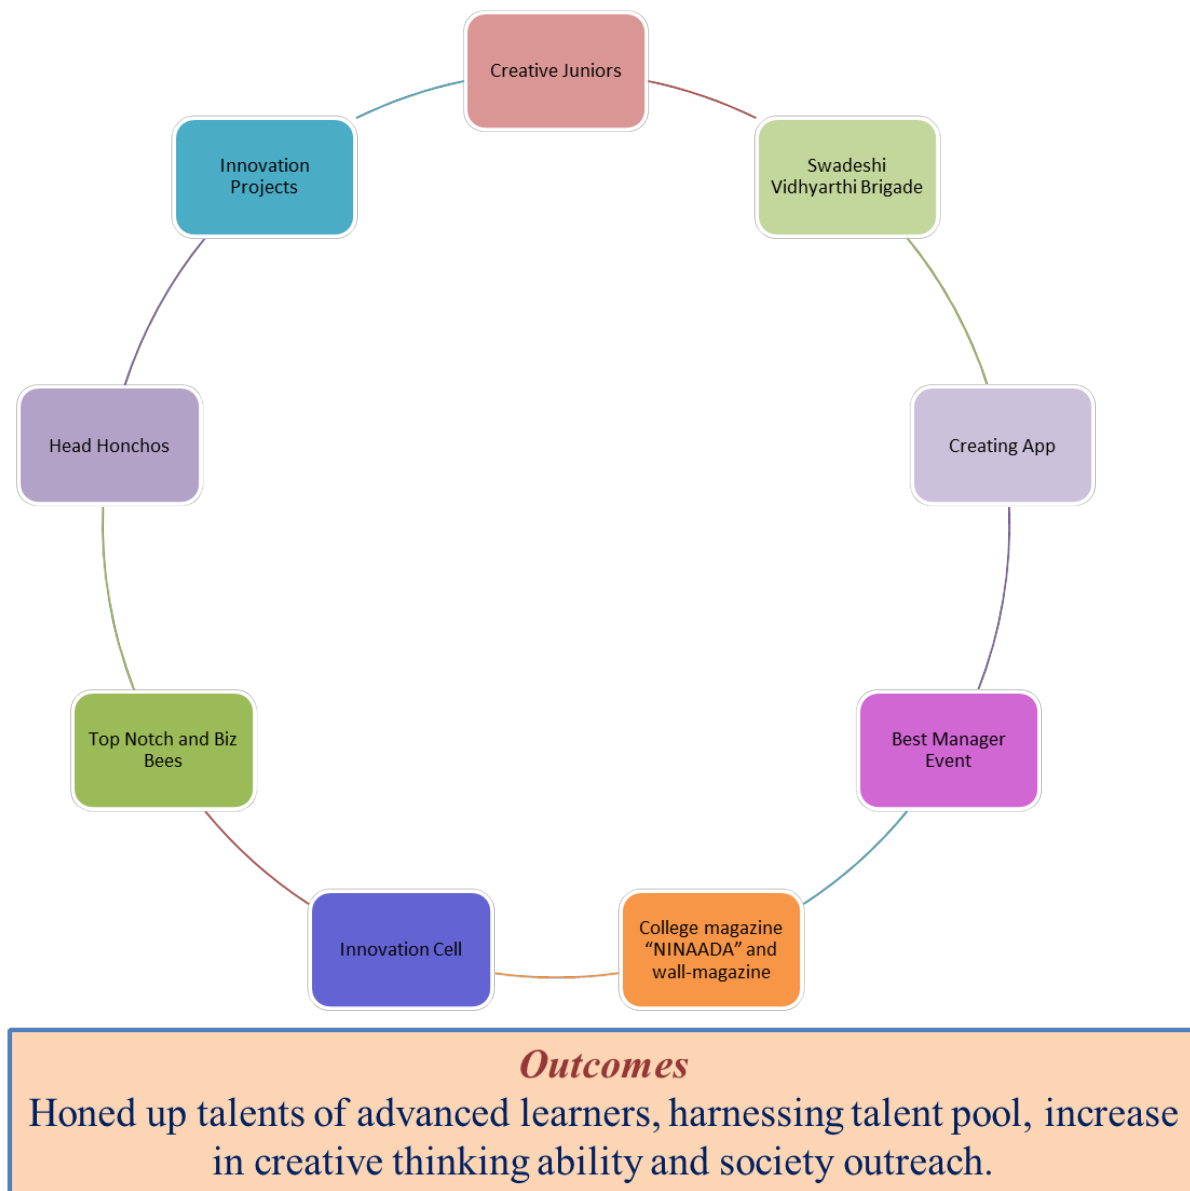 Creative Juniors
Swadeshi
Vidhyarthi Brigade
Creating App
Best Manager
Event
College magazine
“NINAADA” and
wall-magazine
Innovation Cell
Top Notch and Biz
Bees
Head Honchos
Innovation
Projects
Outcomes
Honed up talents of advanced learners, harnessing talent pool, increase
in creative thinking ability and society outreach.